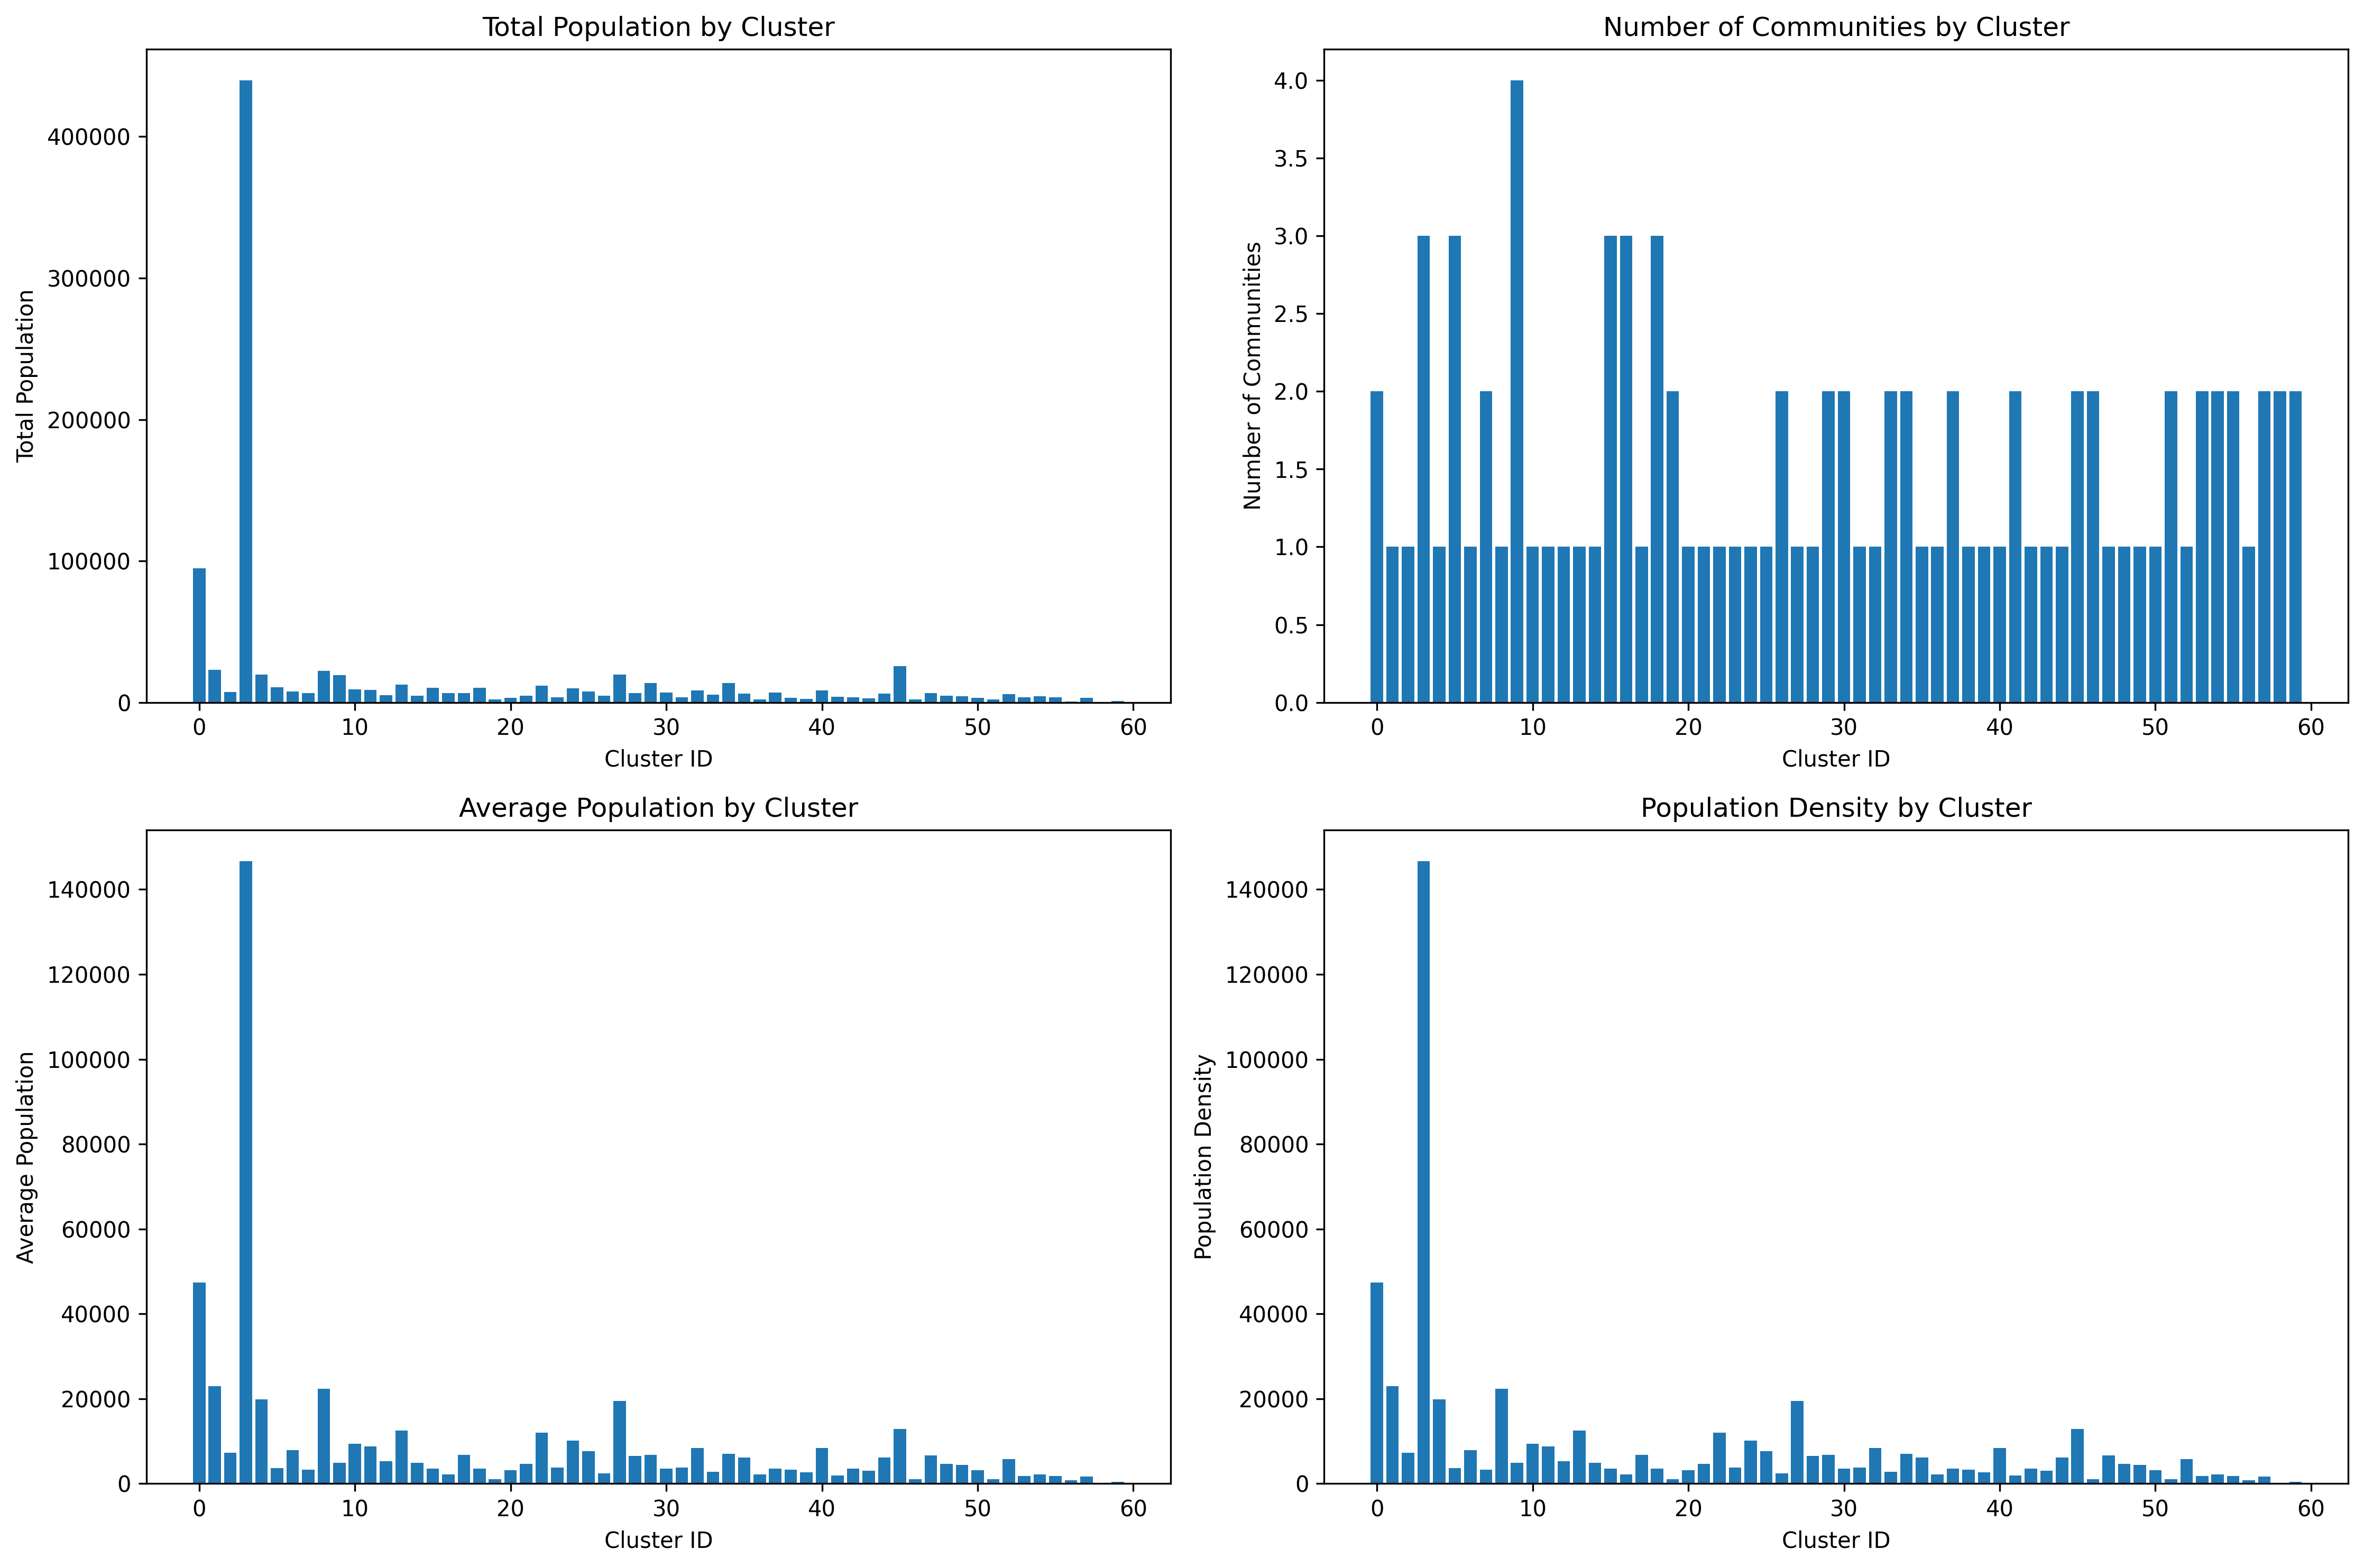 Total Population by Cluster
Total Population
400000
300000
200000
100000
0
0 10 20 30 40 50 60
Cluster ID
Number of Communities by Cluster
Number of Communities
4.0
3.5
3.0
2.5
2.0
1.5
1.0
0.5
0.0
0 10 20 30 40 50 60
Cluster ID
Average Population by Cluster
Average Population
140000
120000
100000
80000
60000
40000
20000
0
0 10 20 30 40 50 60
Cluster ID
Population Density by Cluster
Population Density
140000
120000
100000
80000
60000
40000
20000
0
0 10 20 30 40 50 60
Cluster ID